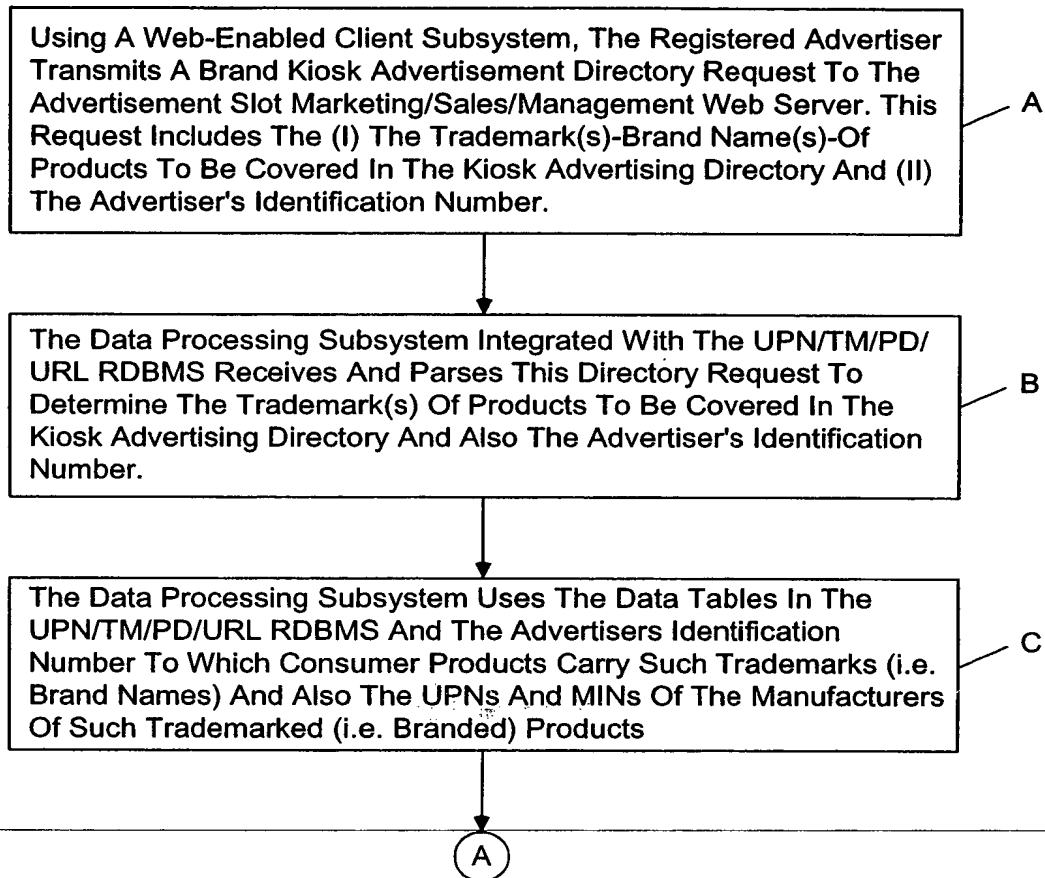 Using A Web-Enabled Client Subsystem, The Registered Advertiser
Transmits A Brand Kiosk Advertisement Directory Request To The
Advertisement Slot Marketing/Sales/Management Web Server. This
Request Includes The (I) The Trademark(s)-Brand Name(s)-Of
Products To Be Covered In The Kiosk Advertising Directory And (II)
The Advertiser's Identification Number.
A
The Data Processing Subsystem Integrated With The UPN/TM/PD/
URL RDBMS Receives And Parses This Directory Request To
Determine The Trademark(s) Of Products To Be Covered In The
Kiosk Advertising Directory And Also The Advertiser's Identification
Number.
B
The Data Processing Subsystem Uses The Data Tables In The
UPN/TM/PD/URL RDBMS And The Advertisers Identification
Number To Which Consumer Products Carry Such Trademarks (i.e.
Brand Names) And Also The UPNs And MINs Of The Manufacturers
Of Such Trademarked (i.e. Branded) Products
C
A